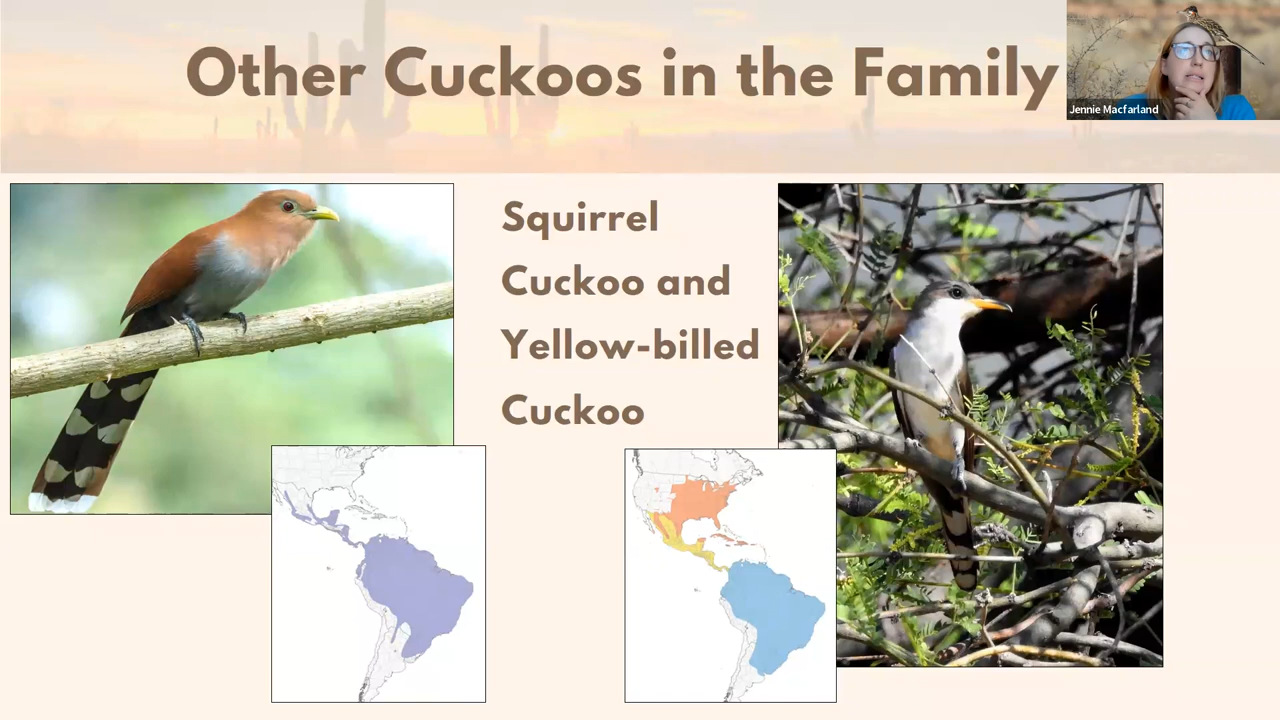 Other Cuckoos in the Family
Jennie Macfarland
Squirrel
Cuckoo and
Yellow-billed
Cuckoo